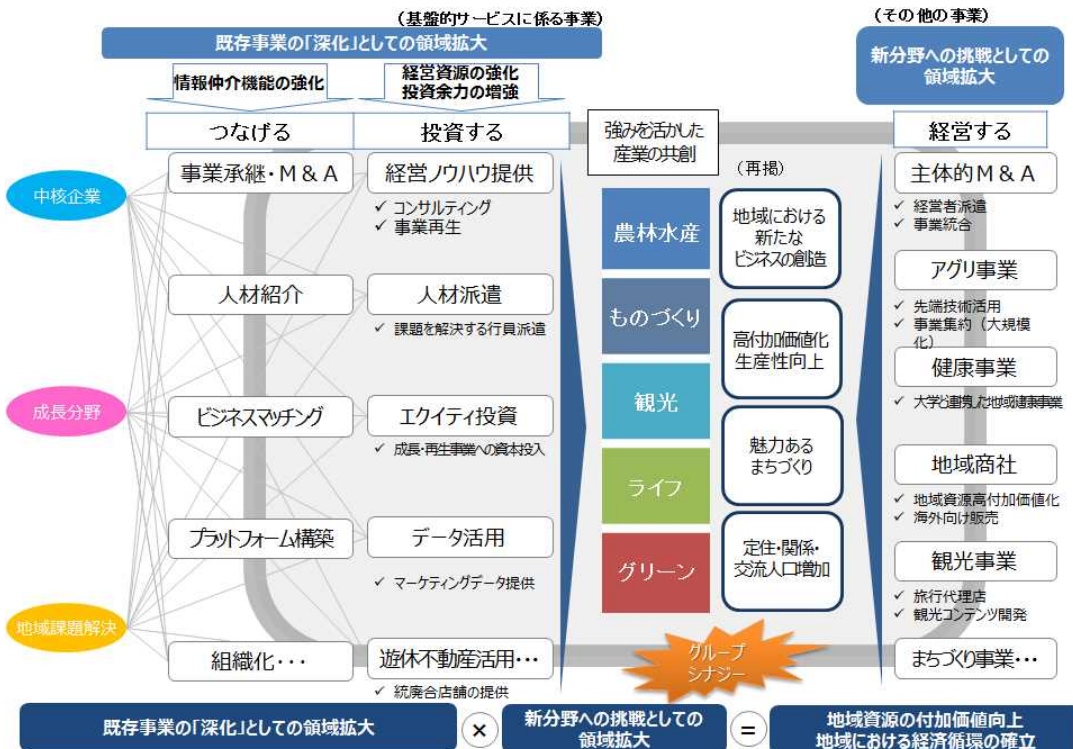 (基盤的サービスに係る事業)
(その他の事業)
既存事業の「深化」としての領域拡大
新分野への挑戦としての
領域拡大
情報仲介機能の強化
経営資源の強化
投資余力の増強
つなげる
投資する
強みを活かした
産業の共創
経営する
(再掲)
中核企業
成長分野
地域課題解決
事業承継・M&A
人材紹介
ビジネスマッチング
プラットフォーム構築
組織化・・・
経営ノウハウ提供
✓ コンサルティング
✓ 事業再生
人材派遣
✓ 課題を解決する行員派遣
エクイティ投資
✓ 成長・再生事業への資本投入
データ活用
✓ マーケティングデータ提供
遊休不動産活用・・・
✓ 統廃合店舗の提供
農林水産
ものづくり
観光
ライフ
グリーン
地域における
新たな
ビジネスの創造
高付加価値化
生産性向上
魅力ある
まちづくり
定住・関係・
交流人口増加
グループ
シナジー
主体的M&A
✓ 経営者派遣
✓ 事業統合
アグリ事業
✓ 先端技術活用
✓ 事業集約(大規模
化)
健康事業
✓ 大学と連携した地域健康事業
地域商社
✓ 地域資源高付加価値化
✓ 海外向け販売
観光事業
✓ 旅行代理店
✓ 観光コンテンツ開発
まちづくり事業・・・
既存事業の「深化」としての領域拡大
×
新分野への挑戦としての
領域拡大
=
地域資源の付加価値向上
地域における経済循環の確立